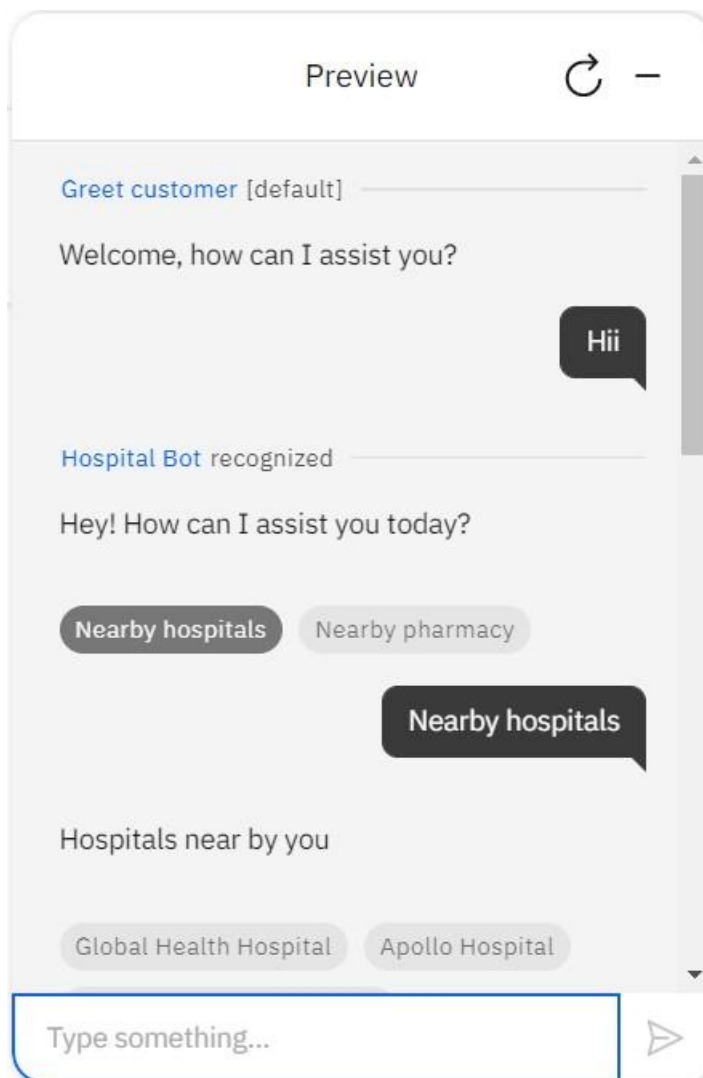 Preview
Greet customer [default]
Welcome, how can I assist you?
Hii
Hospital Bot recognized
Hey! How can I assist you today?
Nearby hospitals Nearby pharmacy
Nearby hospitals
Hospitals near by you
Global Health Hospital Apollo Hospital
Type something...